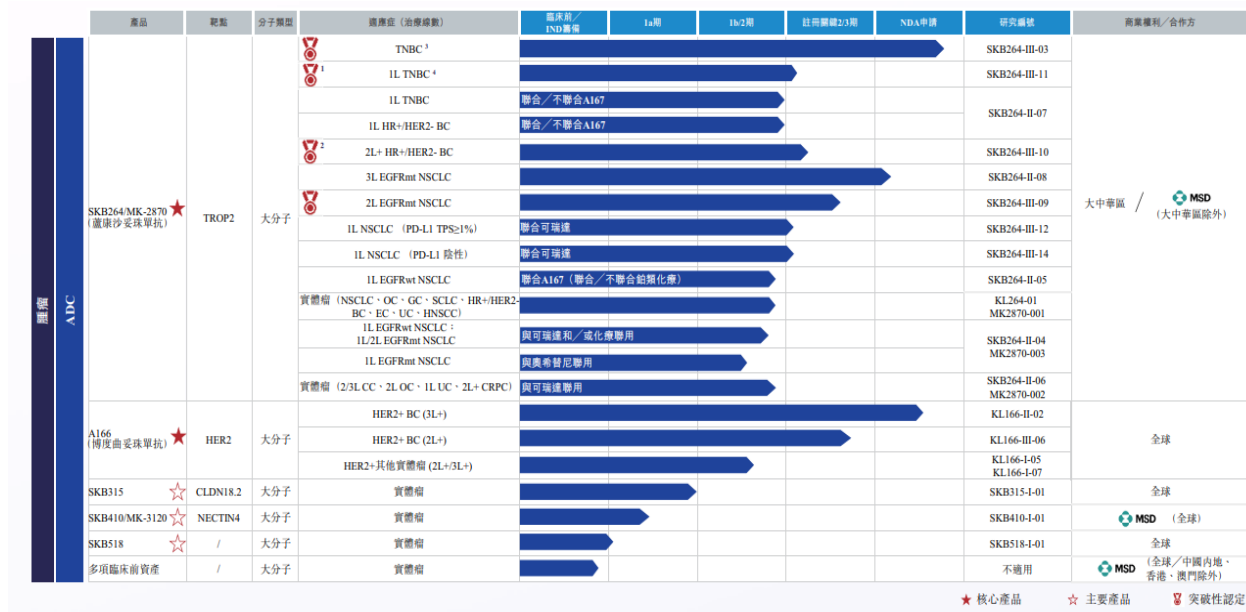 產品 靶點 分子類型 適應症（治療線數） 臨床前／ 1a期 1b/2期 註冊關鍵2/3期 NDA申請 研究編號 商業權利／合作方
IND籌備
腫瘤
ADC
SKB264/MK-2870
(蘆康沙妥珠單抗)
TROP2
大分子
TNBC ³ SKB264-III-03
1
1L TNBC ⁴ SKB264-III-11
1L TNBC 聯合／不聯合A167
SKB264-II-07
1L HR+/HER2- BC 聯合／不聯合A167
2
2L+ HR+/HER2- BC SKB264-III-10
3L EGFRmt NSCLC SKB264-II-08
2L EGFRmt NSCLC SKB264-III-09
大中華區 / MSD
(大中華區除外)
1L NSCLC （PD-L1 TPS≥1%） 聯合可瑞達 SKB264-III-12
1L NSCLC （PD-L1 陰性） 聯合可瑞達 SKB264-III-14
1L EGFRwt NSCLC 聯合A167（聯合／不聯合鉑類化療） SKB264-II-05
實體瘤（NSCLC、OC、GC、SCLC、HR+/HER2- KL264-01
BC、EC、UC、HNSCC） MK2870-001
1L EGFRwt NSCLC；
1L/2L EGFRmt NSCLC 與可瑞達和／或化療聯用
SKB264-II-04
MK2870-003
1L EGFRmt NSCLC 與奧希替尼聯用
實體瘤（2/3L CC、2L OC、1L UC、2L+ CRPC） 與可瑞達聯用 SKB264-II-06
MK2870-002
A166
(博度曲妥珠單抗)
HER2
大分子
HER2+ BC (3L+) KL166-II-02
HER2+ BC (2L+) KL166-III-06
全球
HER2+其他實體瘤 (2L+/3L+) KL166-I-05
KL166-I-07
SKB315 CLDN18.2 大分子 實體瘤 SKB315-I-01 全球
SKB410/MK-3120 NECTIN4 大分子 實體瘤 SKB410-I-01 MSD （全球）
SKB518 / 大分子 實體瘤 SKB518-I-01 全球
多項臨床前資產 / 大分子 實體瘤 不適用 MSD （全球／中國內地、
香港、澳門除外）
核心產品 主要產品 突破性認定